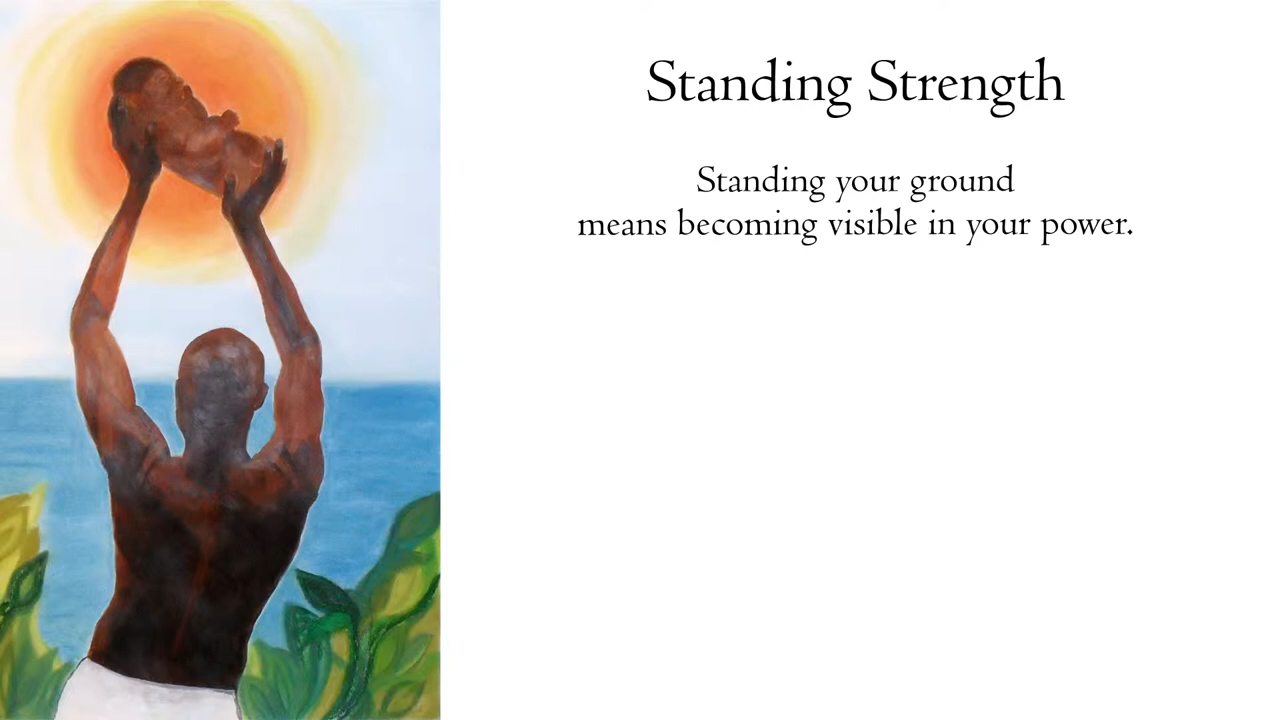 Standing Strength
Standing your ground
means becoming visible in your power.